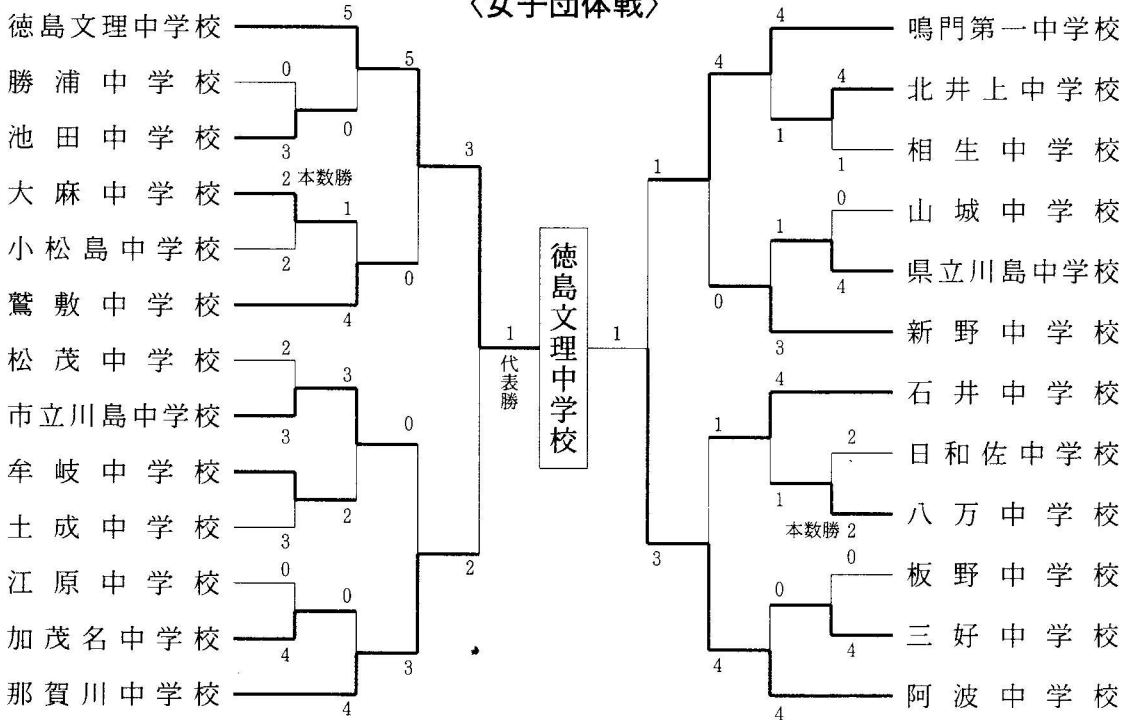 〈女子団体戦〉
徳島文理中学校
5
勝浦中学校
0
5
池田中学校
3
0
3
大麻中学校
2 本数勝
1
小松島中学校
2
0
鷲敷中学校
4
松茂中学校
2
3
市立川島中学校
3
0
牟岐中学校
2
土成中学校
3
2
江原中学校
0
0
加茂名中学校
4
3
那賀川中学校
4
1
代表勝
徳島文理中学校
1
4
鳴門第一中学校
4
4
北井上中学校
1
1
相生中学校
1
0
山城中学校
1
県立川島中学校
4
0
新野中学校
3
4
石井中学校
1
2
日和佐中学校
1
八万中学校
本数勝 2
3
0
板野中学校
0
三好中学校
4
4
阿波中学校
4